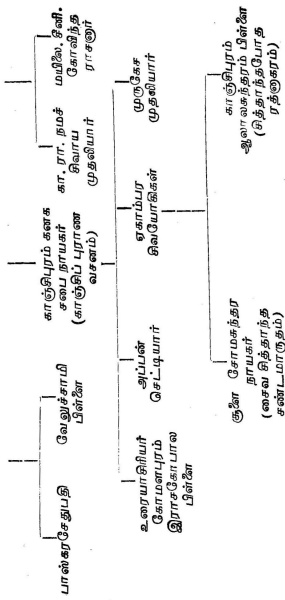 பாஸ்கரசேதுபதி
வேலுச்சாமி
பிள்ளை
காஞ்சிபுரம் கனக
சபை நாயகர்
(காஞ்சிப் புராண
வசனம்)
கா. ரா. நமச்
சிவாய
முதலியார்
மயிலை. சீனி.
கோவிந்த
ராசனார்
உரையாசிரியர்
கோமளபுரம்
இராசகோபால
பிள்ளை
அப்பன்
செட்டியார்
ஏகாம்பர
சிவயோகிகள்
முருகேச
முதலியார்
சூளை சோமசுந்தர
நாயகர்
(சைவ சித்தாந்த
சண்டமாருதம்)
காஞ்சிபுரம்
ஆலாலசுந்தரம் பிள்ளை
(சித்தாந்தபோத
ரத்னாகரம்)